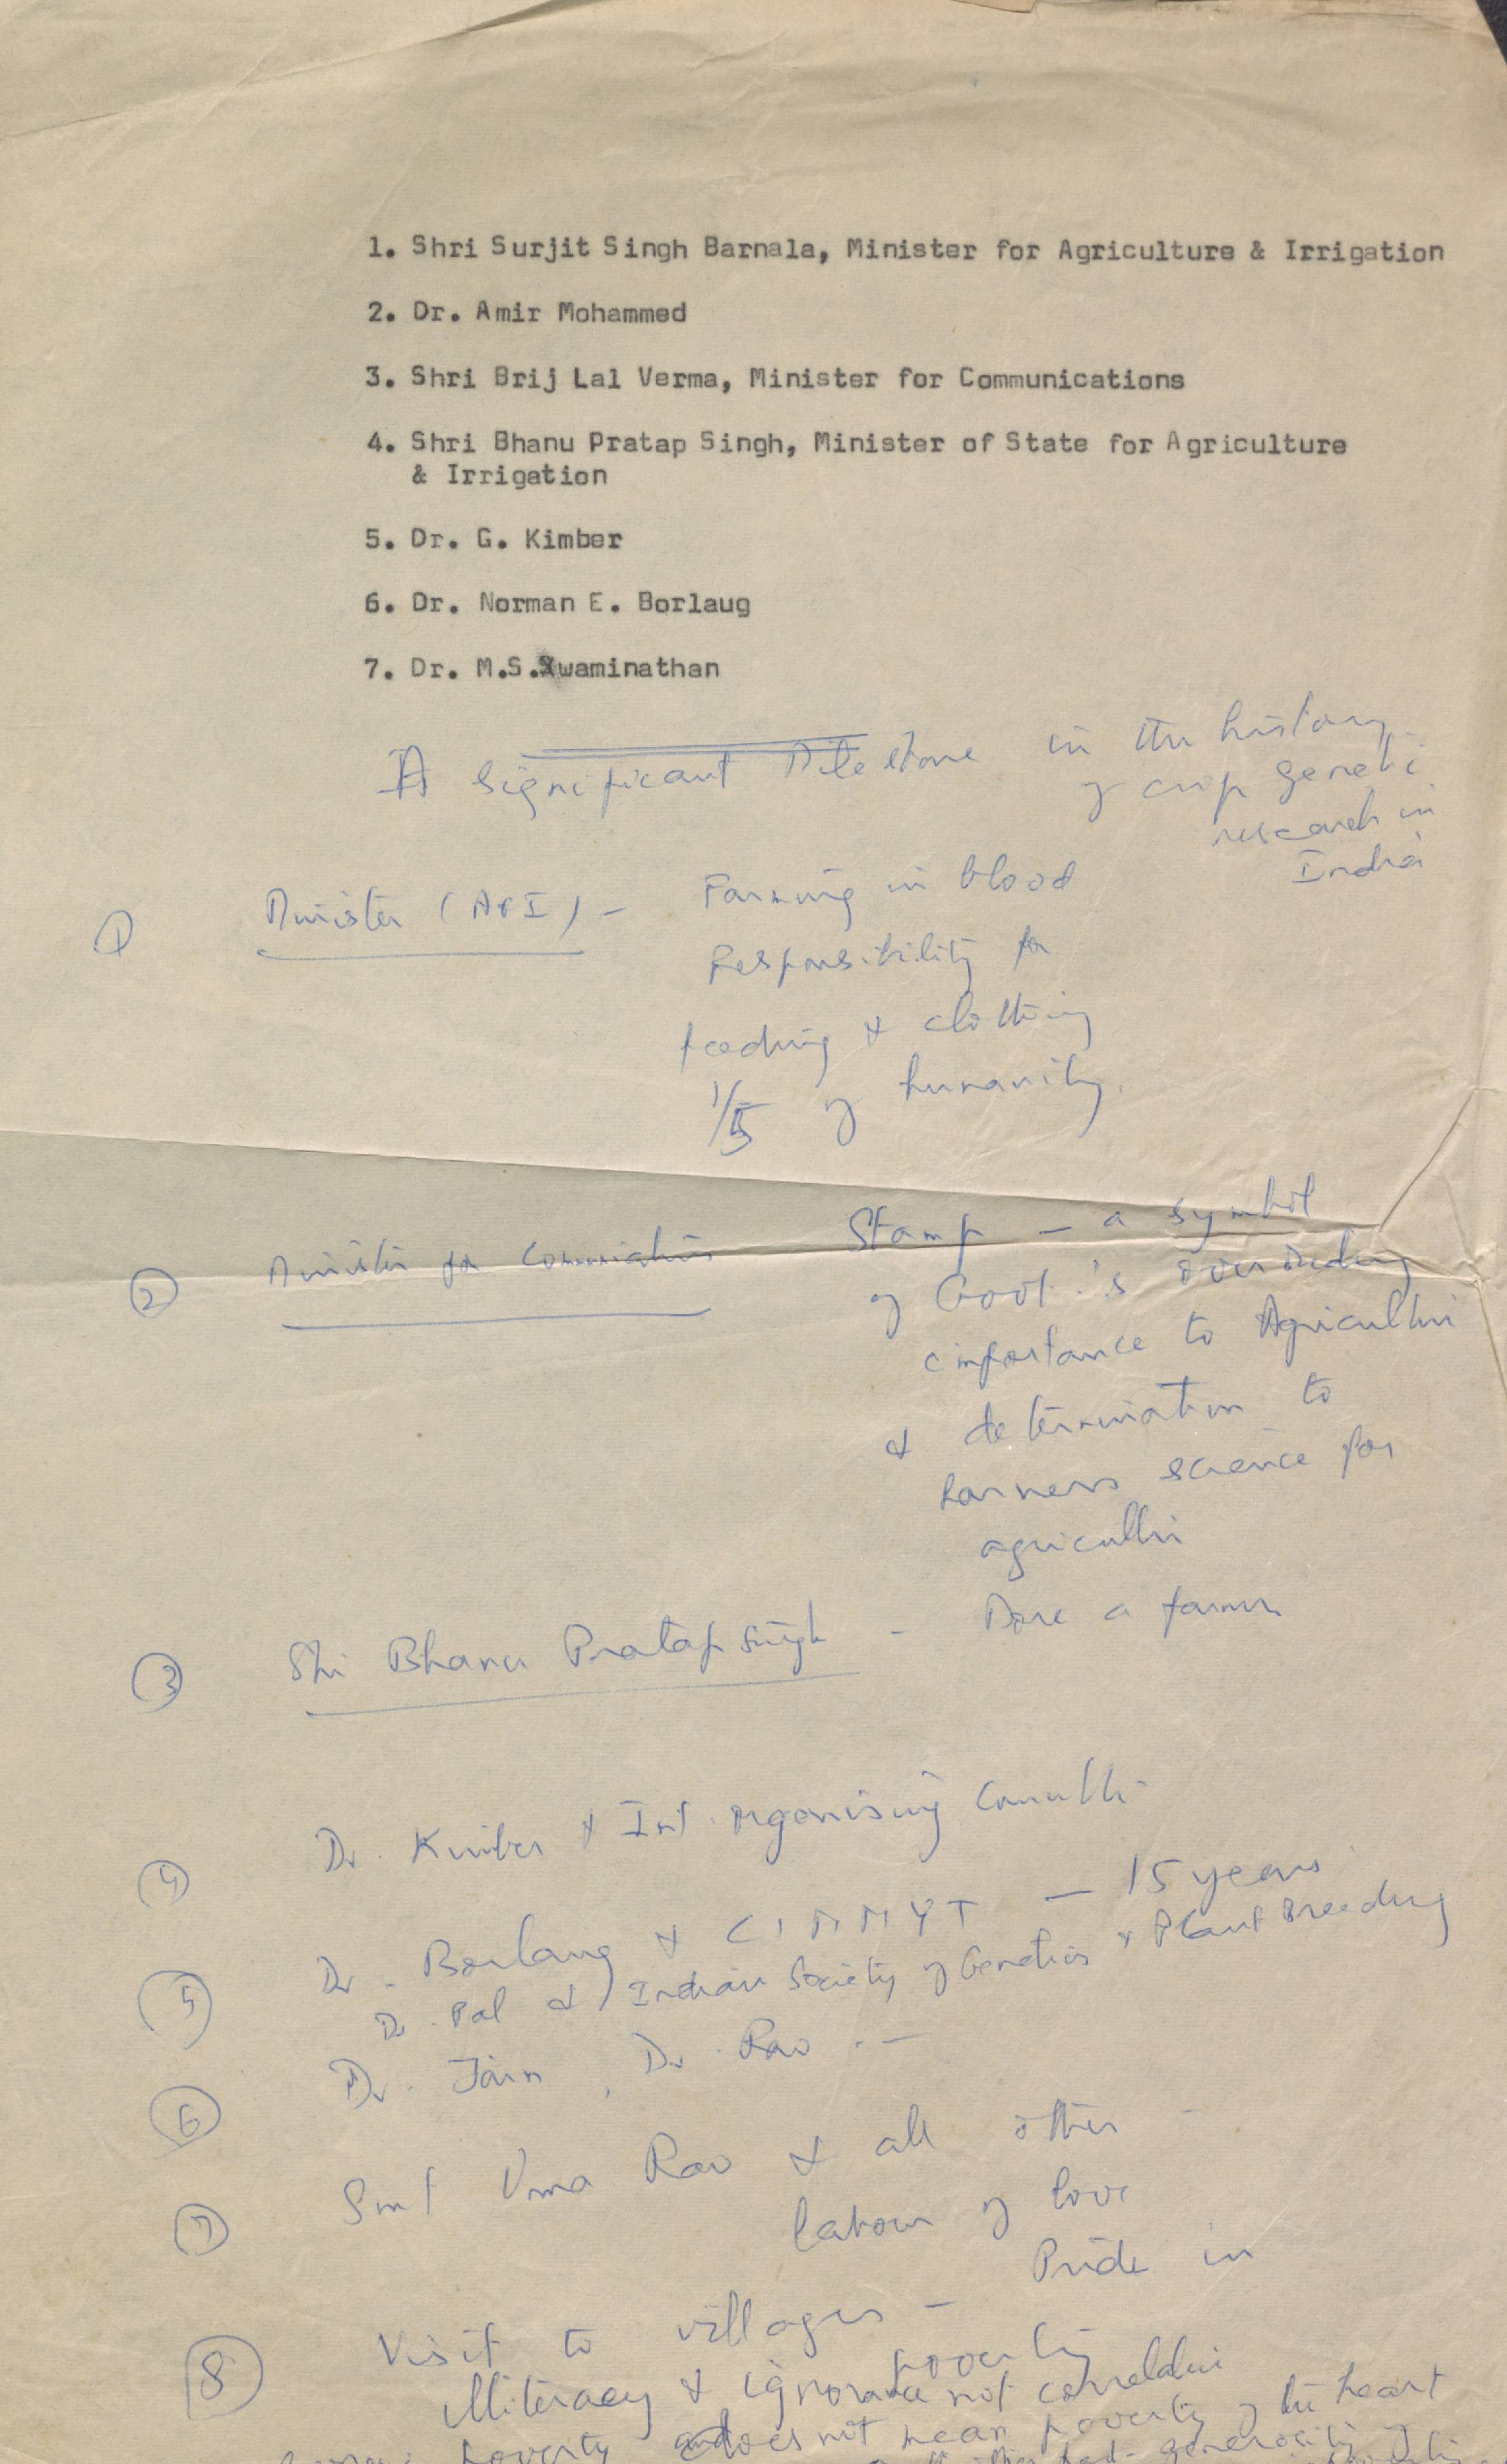 1. Shri Surjit Singh Barnala, Minister for Agriculture & Irrigation
2. Dr. Amir Mohammed
3. Shri Brij Lal Verma, Minister for Communications
4. Shri Bhanu Pratap Singh, Minister of State for Agriculture
& Irrigation
5. Dr. G. Kimber
6. Dr. Norman E. Borlaug
7. Dr. M.S.Swaminathan
A significant Milestone in the history
of crop genetic
research in
India
1 Minister (A&I) - Farming in blood
Responsibility for
feeding & clothing
1/5 of humanity.
2 Minister for Communications Stamp - a symbol
of Govt.'s overriding
importance to Agriculture
& determination to
harness science for
agriculture
3 Shri Bhanu Pratap Singh - a farmer
4 Dr. Kimber & Int. organising Committee
5 Dr. Borlaug & CIMMYT - 15 years
Dr. Pal & Indian Society of Genetics & Plant Breeding
6 Dr. Jain, Dr. Rao . -
7 Smt Uma Rao & all other -
labour of love
Pride in
8 Visit to villages -
poverty
Illiteracy & ignorance not
poverty does not mean poverty of the heart
generosity of